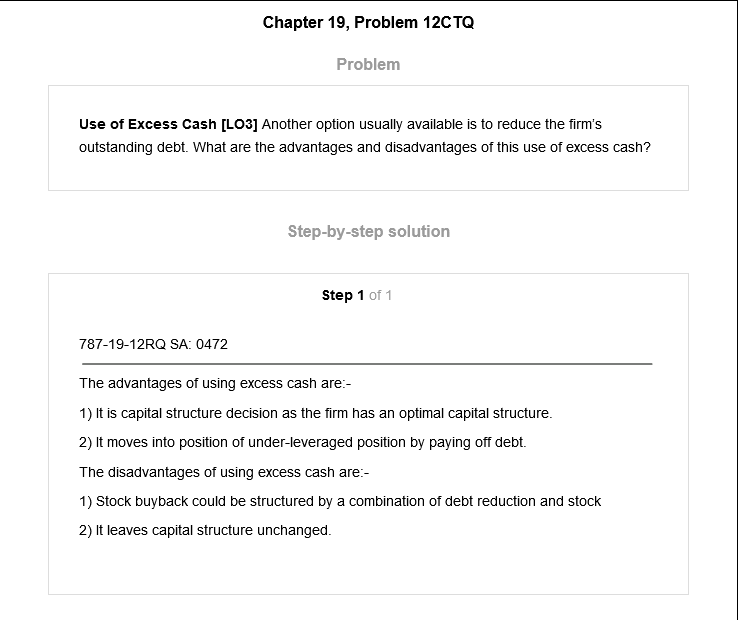 Chapter 19, Problem 12CTQ
Problem
Use of Excess Cash [LO3] Another option usually available is to reduce the firm's
outstanding debt. What are the advantages and disadvantages of this use of excess cash?
Step-by-step solution
Step 1 of 1
787-19-12RQ SA: 0472
The advantages of using excess cash are:-
1) It is capital structure decision as the firm has an optimal capital structure.
2) It moves into position of under-leveraged position by paying off debt.
The disadvantages of using excess cash are:-
1) Stock buyback could be structured by a combination of debt reduction and stock
2) It leaves capital structure unchanged.